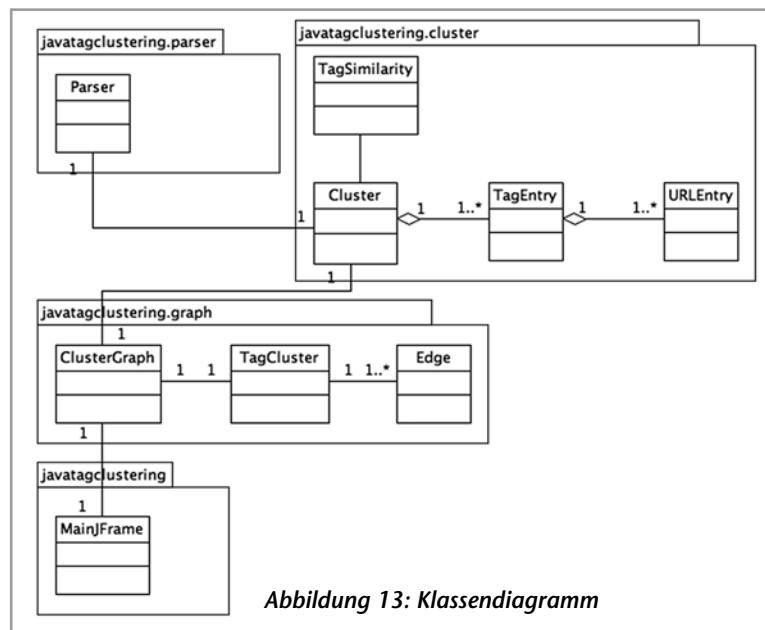 javatagclustering.parser
Parser
1
javatagclustering.cluster
TagSimilarity
Cluster
1
1
1..*
TagEntry
1
1..*
URLEntry
1
javatagclustering.graph
1
ClusterGraph
1
1
TagCluster
1
1..*
Edge
1
javatagclustering
1
MainJFrame
Abbildung 13: Klassendiagramm